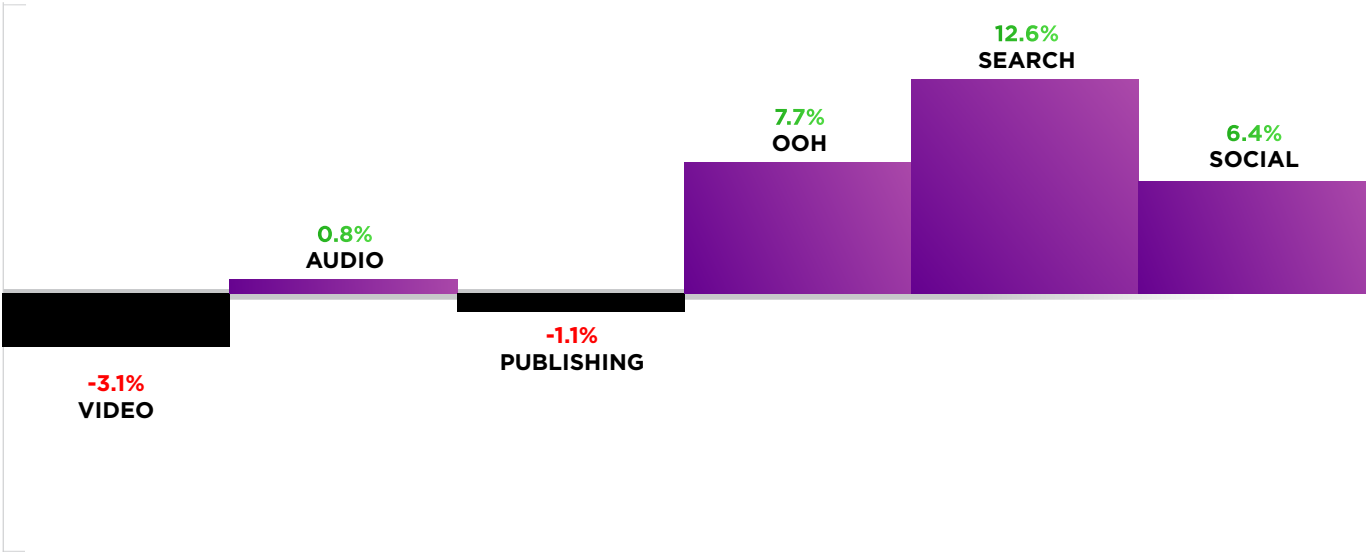 -3.1%
VIDEO
0.8%
AUDIO
-1.1%
PUBLISHING
7.7%
OOH
12.6%
SEARCH
6.4%
SOCIAL